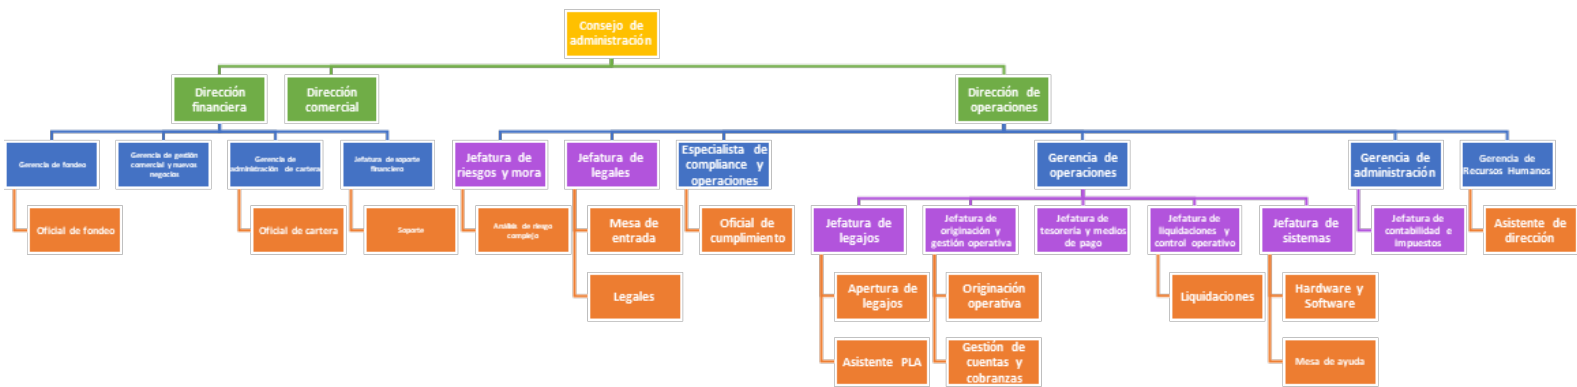 Consejo de
administración
Dirección
financiera
Dirección
comercial
Dirección de
operaciones
Gerencia de fondeo
Gerencia de gestión
comercial y nuevos
negocios
Gerencia de
administración de cartera
Jefatura de soporte
financiero
Jefatura de
riesgos y mora
Jefatura de
legales
Especialista de
compliance y
operaciones
Gerencia de
operaciones
Gerencia de
administración
Gerencia de
Recursos Humanos
Oficial de fondeo
Oficial de cartera
Soporte
Análisis de riesgo
complejo
Mesa de
entrada
Oficial de
cumplimiento
Jefatura de
legajos
Jefatura de
originación y
gestión operativa
Jefatura de
tesorería y medios
de pago
Jefatura de
liquidaciones y
control operativo
Jefatura de
sistemas
Jefatura de
contabilidad e
impuestos
Asistente de
dirección
Legales
Apertura de
legajos
Originación
operativa
Liquidaciones
Hardware y
Software
Asistente PLA
Gestión de
cuentas y
cobranzas
Mesa de ayuda